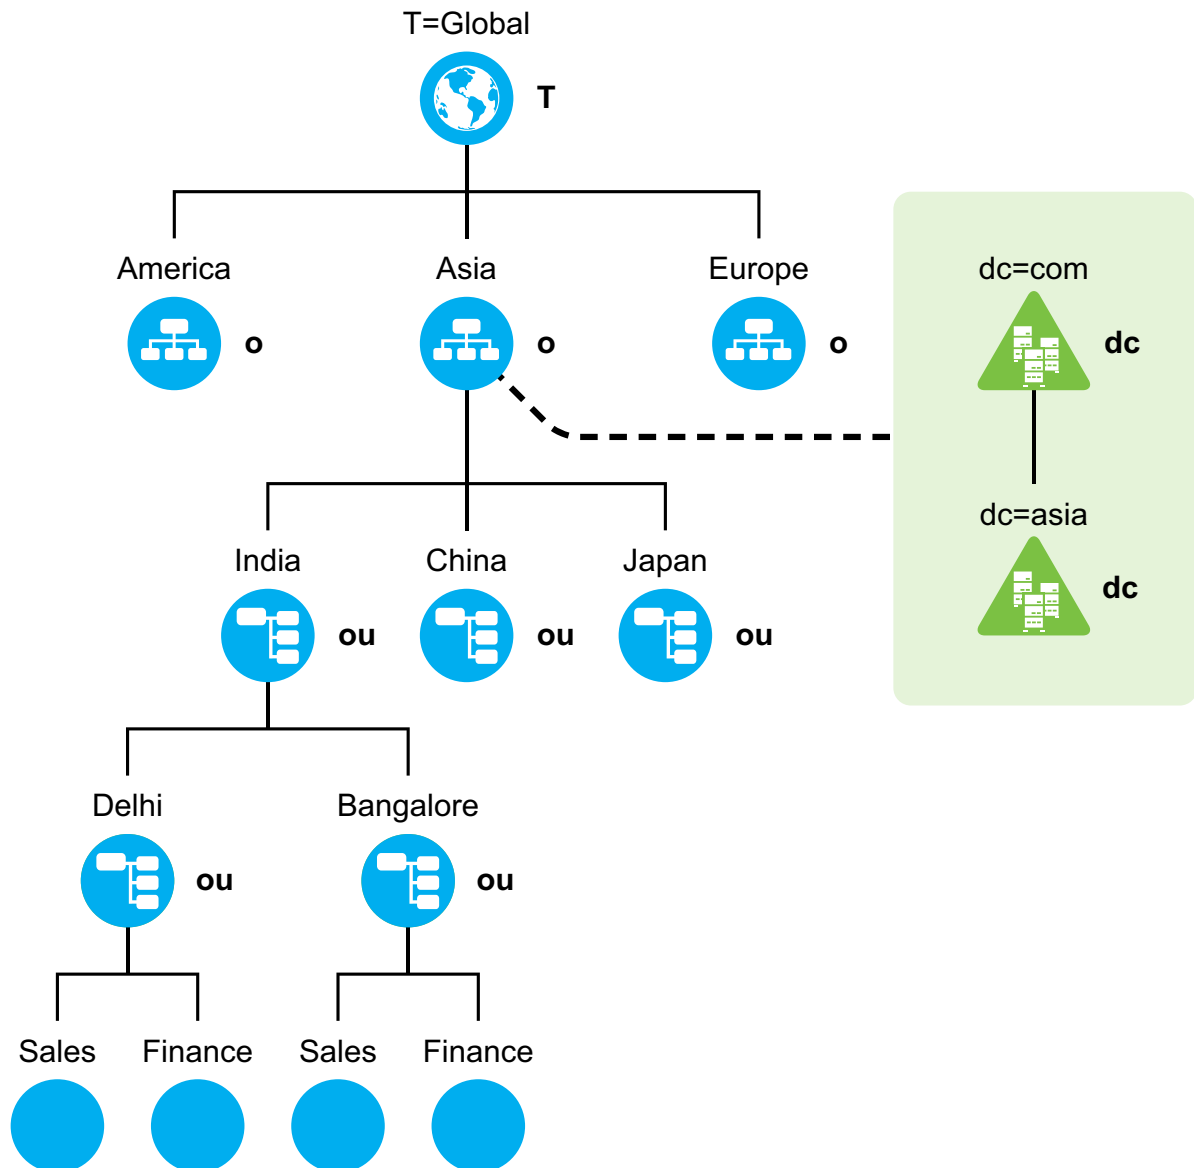 T=Global
T
America
Asia
Europe
dc=com
o
o
o
dc
dc=asia
India
China
Japan
dc
ou
ou
ou
Delhi
Bangalore
ou
ou
Sales
Finance
Sales
Finance